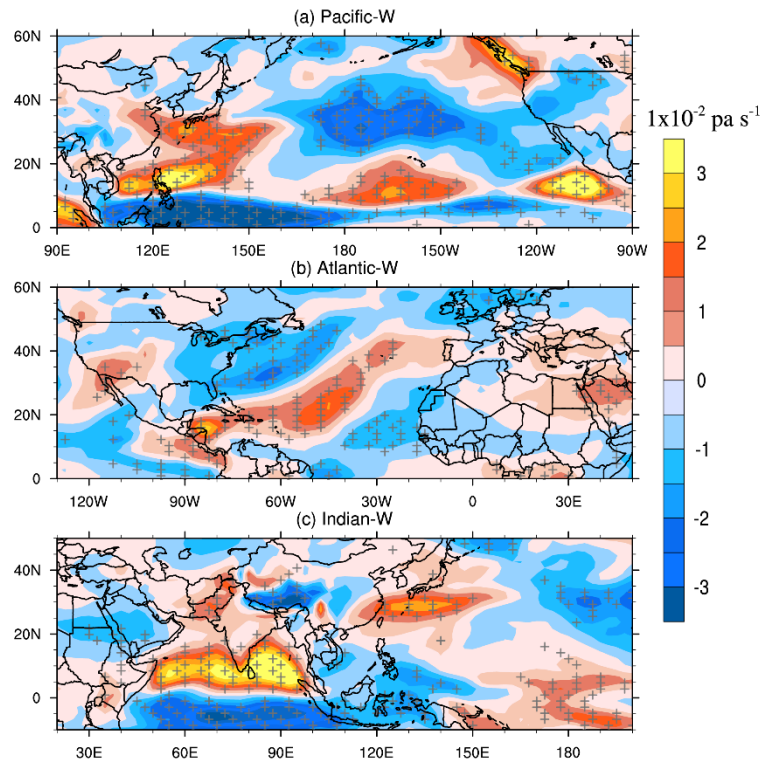 (a) Pacific-W
60N
40N
20N
0
90E 120E 150E 180 150W 120W 90W
(b) Atlantic-W
60N
40N
20N
0
120W 90W 60W 30W 0 30E
(c) Indian-W
40N
20N
0
30E 60E 90E 120E 150E 180
1x10⁻² pa s⁻¹
3
2
1
0
-1
-2
-3